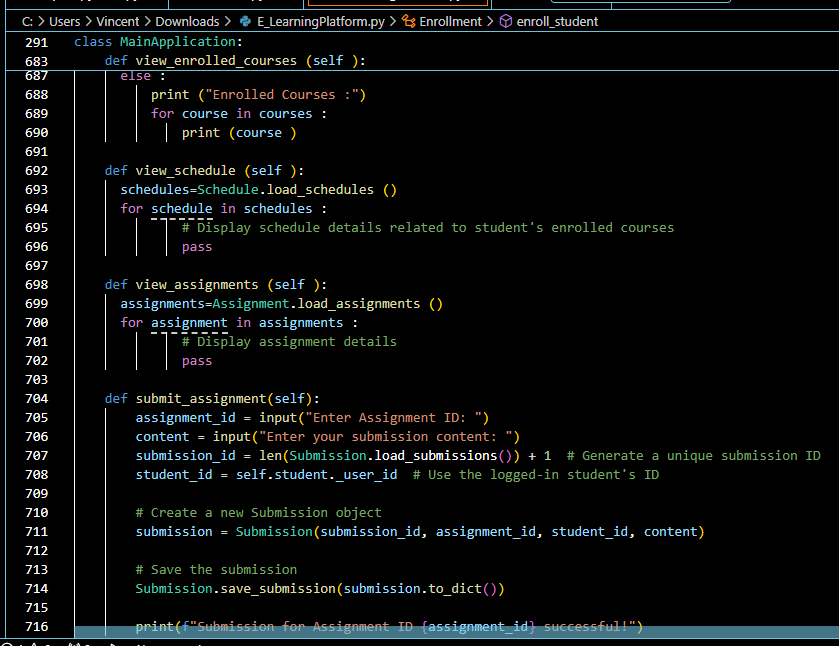 C: > Users > Vincent > Downloads > E_LearningPlatform.py > Enrollment > enroll_student
291 class MainApplication:
683 def view_enrolled_courses (self ):
687 else :
688 print ("Enrolled Courses :")
689 for course in courses :
690 print (course )
691
692 def view_schedule (self ):
693 schedules=Schedule.load_schedules ()
694 for schedule in schedules :
695 # Display schedule details related to student's enrolled courses
696 pass
697
698 def view_assignments (self ):
699 assignments=Assignment.load_assignments ()
700 for assignment in assignments :
701 # Display assignment details
702 pass
703
704 def submit_assignment(self):
705 assignment_id = input("Enter Assignment ID: ")
706 content = input("Enter your submission content: ")
707 submission_id = len(Submission.load_submissions()) + 1  # Generate a unique submission ID
708 student_id = self.student._user_id  # Use the logged-in student's ID
709
710 # Create a new Submission object
711 submission = Submission(submission_id, assignment_id, student_id, content)
712
713 # Save the submission
714 Submission.save_submission(submission.to_dict())
715
716 print(f"Submission for Assignment ID {assignment_id} successful!")